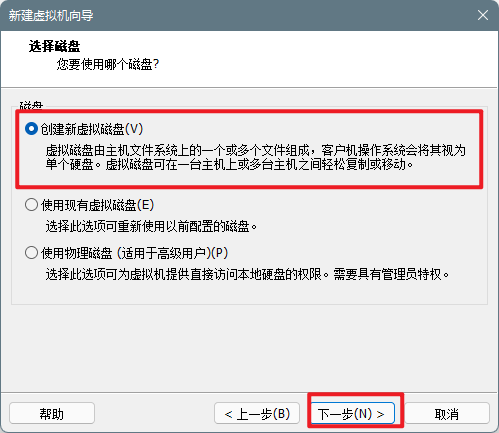 新建虚拟机向导
选择磁盘
您要使用哪个磁盘?
磁盘
创建新虚拟磁盘(V)
虚拟磁盘由主机文件系统上的一个或多个文件组成，客户机操作系统会将其视为
单个硬盘。虚拟磁盘可在一台主机上或多台主机之间轻松复制或移动。
使用现有虚拟磁盘(E)
选择此选项可重新使用以前配置的磁盘。
使用物理磁盘 (适用于高级用户)(P)
选择此选项可为虚拟机提供直接访问本地硬盘的权限。需要具有管理员特权。
帮助
< 上一步(B)
下一步(N) >
取消